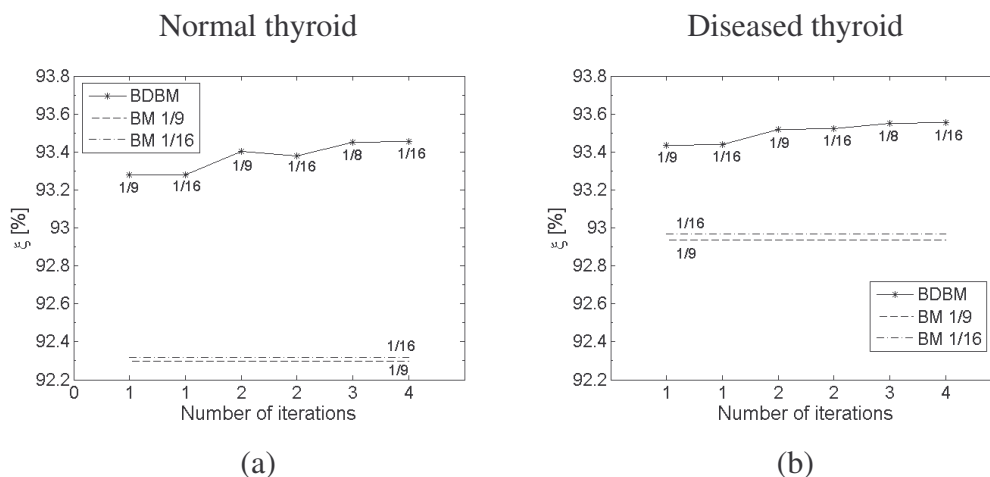 Normal thyroid
93.8
93.6
93.4
93.2
93
92.8
92.6
92.4
92.2
ξ [%]
BDBM
BM 1/9
BM 1/16
1/9
1/16
1/9
1/16
1/8
1/16
1/16
1/9
0 1 1 2 2 3 4
Number of iterations
(a)
Diseased thyroid
93.8
93.6
93.4
93.2
93
92.8
92.6
92.4
92.2
ξ [%]
1/9
1/16
1/9
1/16
1/8
1/16
1/16
1/9
BDBM
BM 1/9
BM 1/16
1 1 2 2 3 4
Number of iterations
(b)